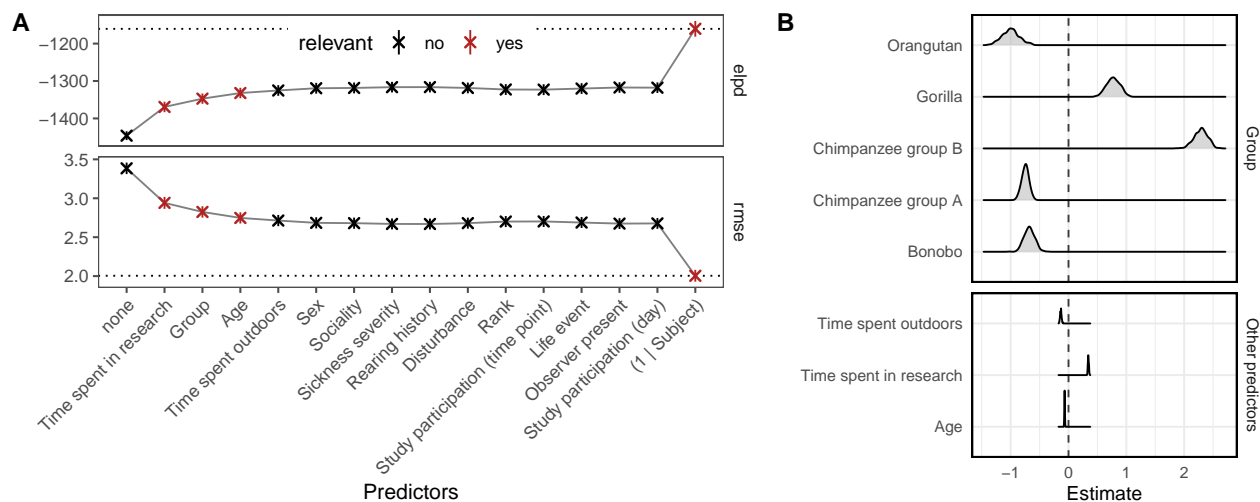 A
relevant no yes
−1200
−1300
−1400
elpd
3.5
3.0
2.5
2.0
rmse
none
Time spent in research
Group
Age
Time spent outdoors
Sex
Sociality
Sickness severity
Rearing history
Disturbance
Rank
Study participation (time point)
Life event
Observer present
Study participation (day)
(1 | Subject)
Predictors
B
Orangutan
Gorilla
Chimpanzee group B
Chimpanzee group A
Bonobo
Group
Time spent outdoors
Time spent in research
Age
Other predictors
−1 0 1 2
Estimate